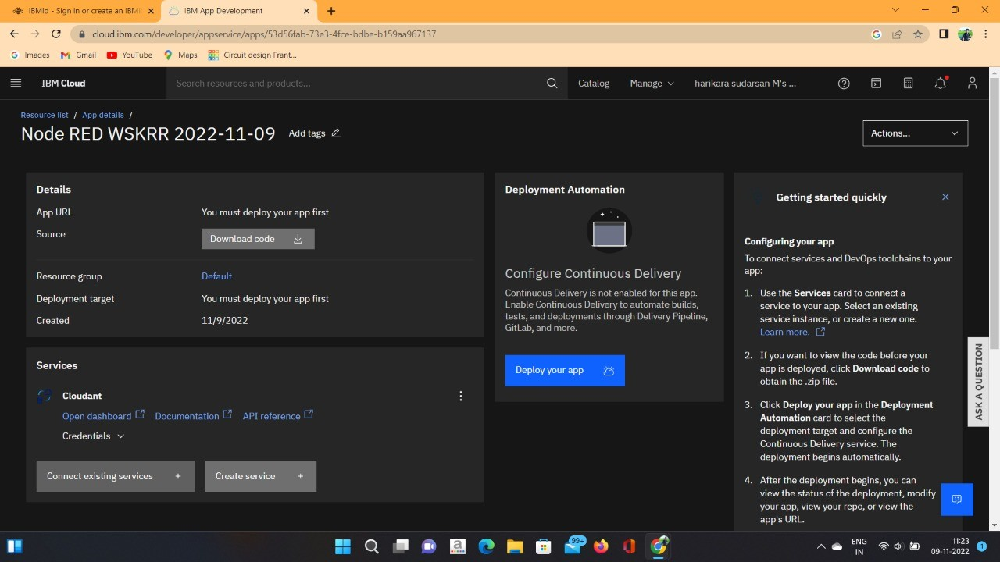 IBMid - Sign in or create an IBMi
IBM App Development
cloud.ibm.com/developer/appservice/apps/53d56fab-73e3-4fce-bdbe-b159aa967137
Images
Gmail
YouTube
Maps
Circuit design Frant...
IBM Cloud
Search resources and products...
Catalog
Manage
harikara sudarsan M's ...
Resource list / App details /
Node RED WSKRR 2022-11-09
Add tags
Actions...
Details
App URL
You must deploy your app first
Source
Download code
Resource group
Default
Deployment target
You must deploy your app first
Created
11/9/2022
Services
Cloudant
Open dashboard
Documentation
API reference
Credentials
Connect existing services +
Create service +
Deployment Automation
Configure Continuous Delivery
Continuous Delivery is not enabled for this app.
Enable Continuous Delivery to automate builds,
tests, and deployments through Delivery Pipeline,
GitLab, and more.
Deploy your app
Getting started quickly
Configuring your app
To connect services and DevOps toolchains to your
app:
1. Use the Services card to connect a
service to your app. Select an existing
service instance, or create a new one.
Learn more.
2. If you want to view the code before your
app is deployed, click Download code to
obtain the .zip file.
3. Click Deploy your app in the Deployment
Automation card to select the
deployment target and configure the
Continuous Delivery service. The
deployment begins automatically.
4. After the deployment begins, you can
view the status of the deployment, modify
your app, view your repo, or view the
app's URL.
ASK A QUESTION
a
99+
ENG
IN
11:23
09-11-2022
1